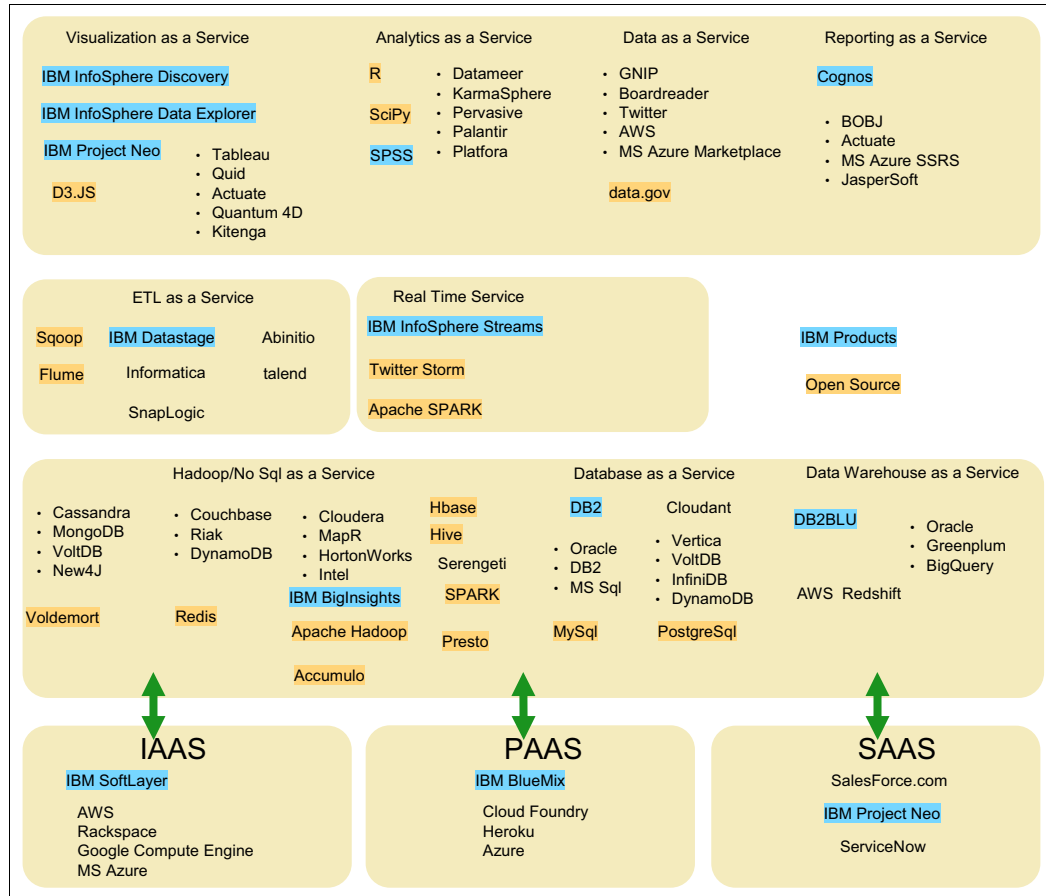 Visualization as a Service
IBM InfoSphere Discovery
IBM InfoSphere Data Explorer
IBM Project Neo
D3.JS
• Tableau
• Quid
• Actuate
• Quantum 4D
• Kitenga
Analytics as a Service
R
SciPy
SPSS
• Datameer
• KarmaSphere
• Pervasive
• Palantir
• Platfora
Data as a Service
• GNIP
• Boardreader
• Twitter
• AWS
• MS Azure Marketplace
data.gov
Reporting as a Service
Cognos
• BOBJ
• Actuate
• MS Azure SSRS
• JasperSoft
ETL as a Service
Sqoop
IBM Datastage
Abinitio
Flume
Informatica
talend
SnapLogic
Real Time Service
IBM InfoSphere Streams
Twitter Storm
Apache SPARK
IBM Products
Open Source
Hadoop/No Sql as a Service
• Cassandra
• MongoDB
• VoltDB
• New4J
Voldemort
• Couchbase
• Riak
• DynamoDB
Redis
• Cloudera
• MapR
• HortonWorks
• Intel
IBM BigInsights
Apache Hadoop
Accumulo
Hbase
Hive
Serengeti
SPARK
Presto
Database as a Service
DB2
• Oracle
• DB2
• MS Sql
MySql
Cloudant
• Vertica
• VoltDB
• InfiniDB
• DynamoDB
PostgreSql
Data Warehouse as a Service
DB2BLU
AWS Redshift
• Oracle
• Greenplum
• BigQuery
IAAS
IBM SoftLayer
AWS
Rackspace
Google Compute Engine
MS Azure
PAAS
IBM BlueMix
Cloud Foundry
Heroku
Azure
SAAS
SalesForce.com
IBM Project Neo
ServiceNow